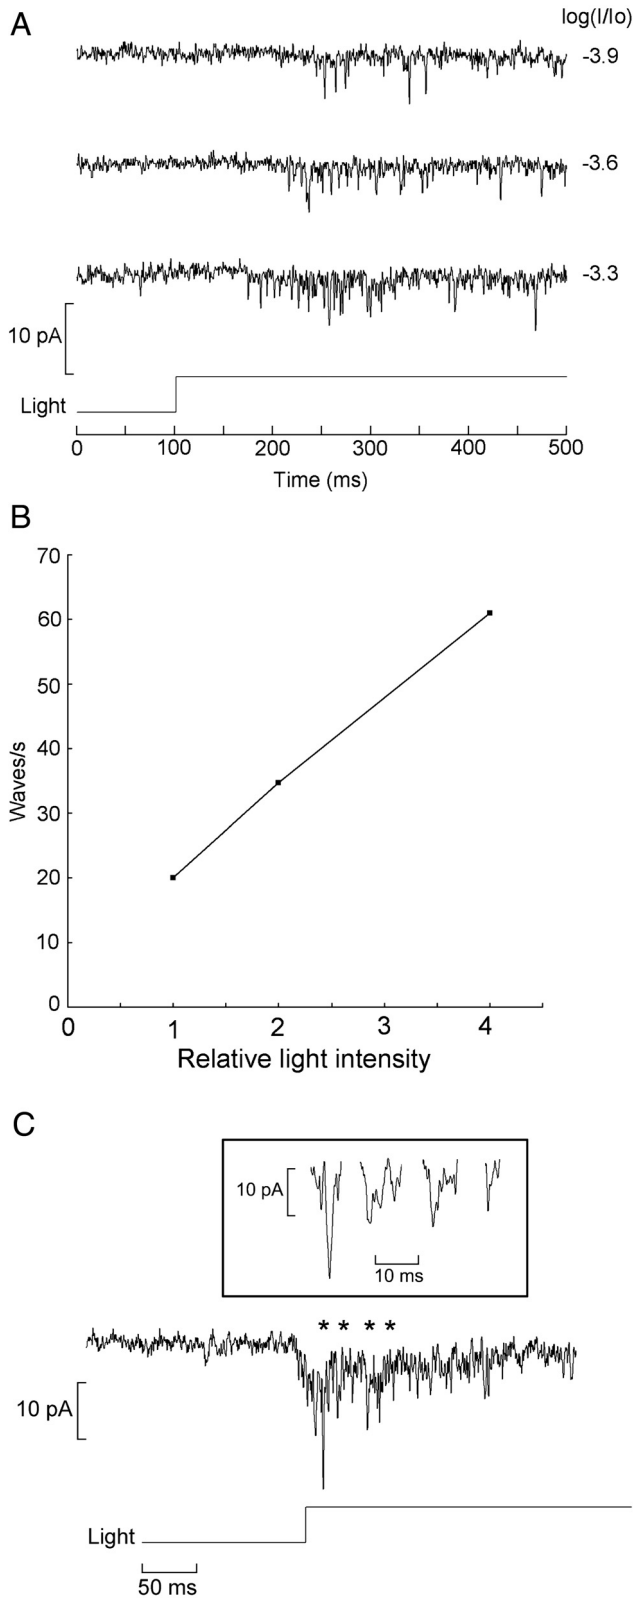 A
log(I/Io)
-3.9
-3.6
-3.3
10 pA
Light
0 100 200 300 400 500
Time (ms)
B
70
60
50
40
30
20
10
0
Waves/s
0 1 2 3 4
Relative light intensity
C
10 pA
10 ms
* * * *
10 pA
Light
50 ms